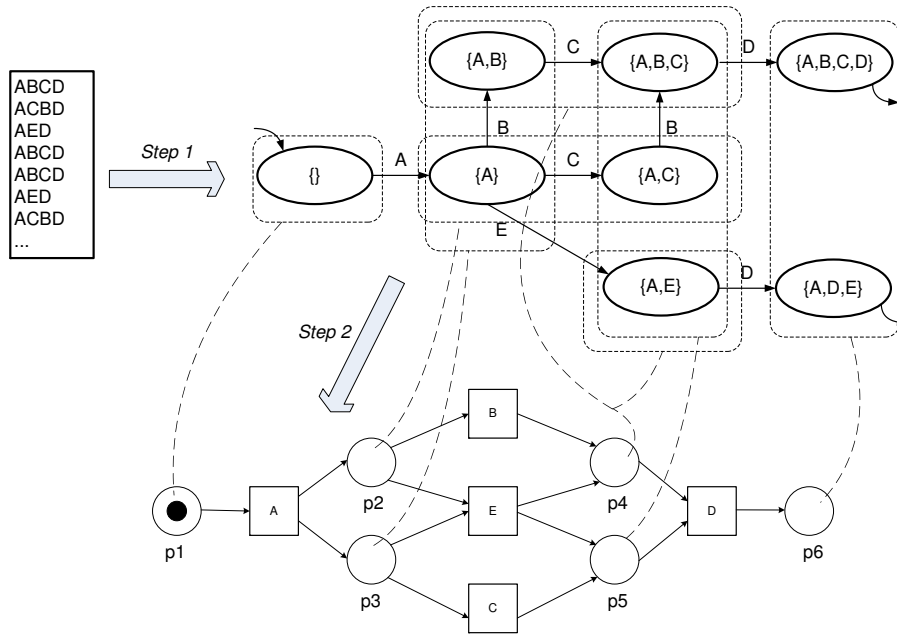 ABCD
ACBD
AED
ABCD
ABCD
AED
ACBD
...
Step 1
{}
A
{A}
B
{A,B}
C
{A,B,C}
D
{A,B,C,D}
C
{A,C}
B
E
{A,E}
D
{A,D,E}
Step 2
p1
A
p2
p3
B
E
C
p4
p5
D
p6